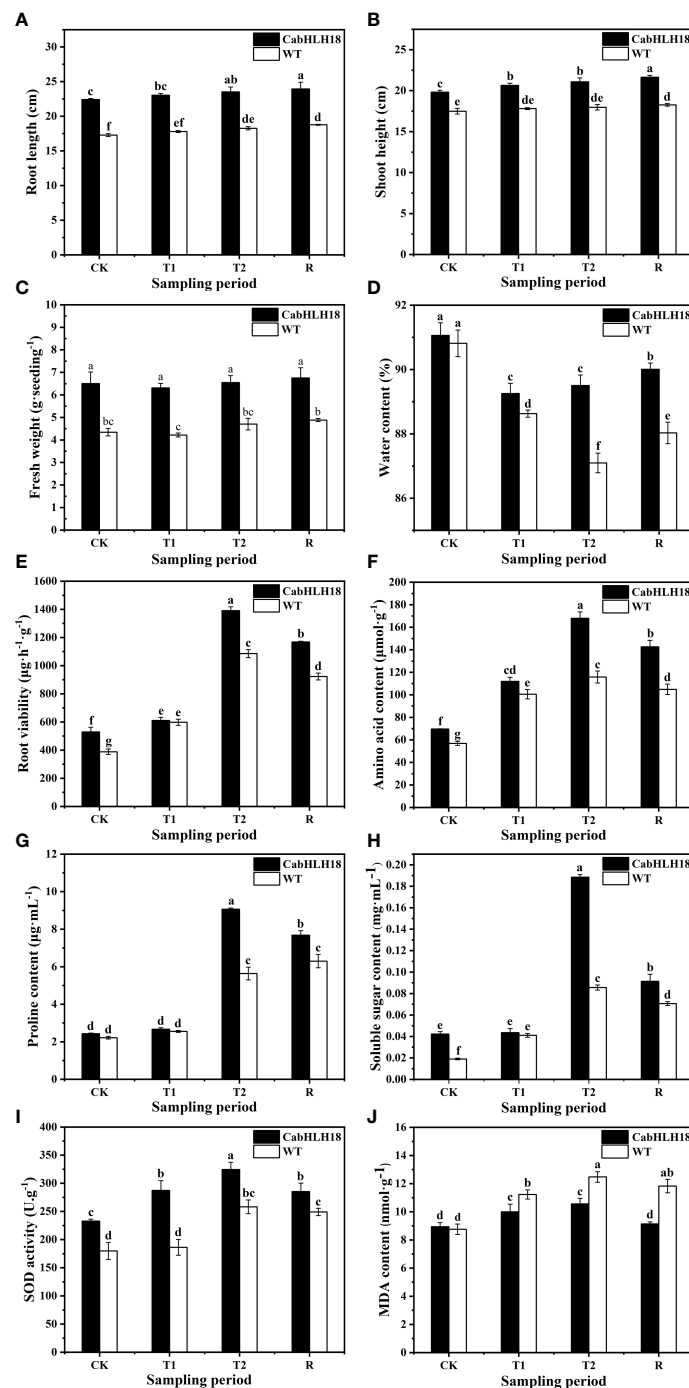 A
CabHLH18
WT
Root length (cm)
30
25
20
15
10
5
0
c
f
bc
ef
ab
de
a
d
CK
T1
T2
R
Sampling period
B
CabHLH18
WT
Shoot height (cm)
25
20
15
10
5
0
c
e
b
de
b
de
a
d
CK
T1
T2
R
Sampling period
C
CabHLH18
WT
Fresh weight (g·seeding-1)
10
9
8
7
6
5
4
3
2
1
0
a
bc
a
c
a
bc
a
b
CK
T1
T2
R
Sampling period
D
CabHLH18
WT
Water content (%)
92
90
88
86
a
a
c
d
c
f
b
e
CK
T1
T2
R
Sampling period
E
CabHLH18
WT
Root viability (μg·h-1·g-1)
1600
1400
1200
1000
800
600
400
200
0
f
g
e
e
a
c
b
d
CK
T1
T2
R
Sampling period
F
CabHLH18
WT
Amino acid content (μmol·g-1)
200
180
160
140
120
100
80
60
40
20
0
f
g
cd
e
a
c
b
d
CK
T1
T2
R
Sampling period
G
CabHLH18
WT
Proline content (μg·mL-1)
12
10
8
6
4
2
0
d
d
d
d
a
c
b
c
CK
T1
T2
R
Sampling period
H
CabHLH18
WT
Soluble sugar content (mg·mL-1)
0.20
0.18
0.16
0.14
0.12
0.10
0.08
0.06
0.04
0.02
0.00
e
f
e
e
a
c
b
d
CK
T1
T2
R
Sampling period
I
CabHLH18
WT
SOD activity (U.g-1)
400
350
300
250
200
150
100
50
0
c
d
b
d
a
bc
b
c
CK
T1
T2
R
Sampling period
J
CabHLH18
WT
MDA content (nmol·g-1)
16
14
12
10
8
6
4
2
0
d
d
c
b
c
a
d
ab
CK
T1
T2
R
Sampling period